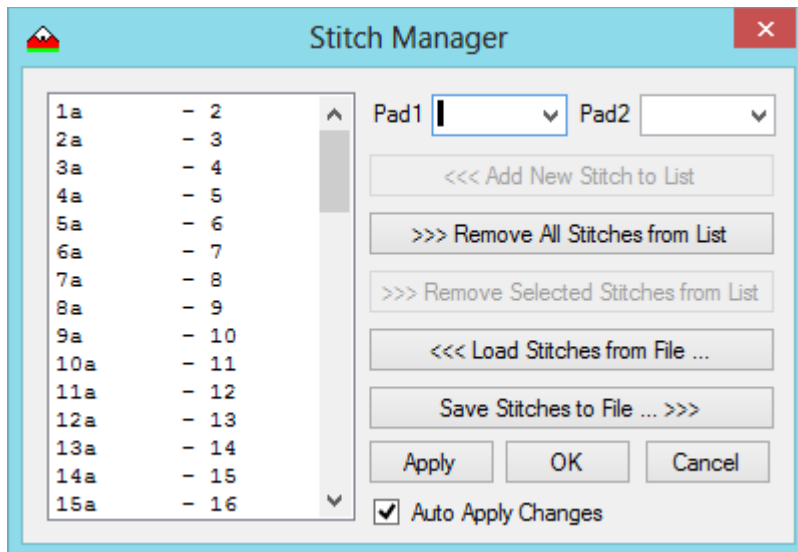 Stitch Manager
1a - 2
2a - 3
3a - 4
4a - 5
5a - 6
6a - 7
7a - 8
8a - 9
9a - 10
10a - 11
11a - 12
12a - 13
13a - 14
14a - 15
15a - 16
Pad1 Pad2
<<< Add New Stitch to List
>>> Remove All Stitches from List
>>> Remove Selected Stitches from List
<<< Load Stitches from File ...
Save Stitches to File ... >>>
Apply OK Cancel
Auto Apply Changes